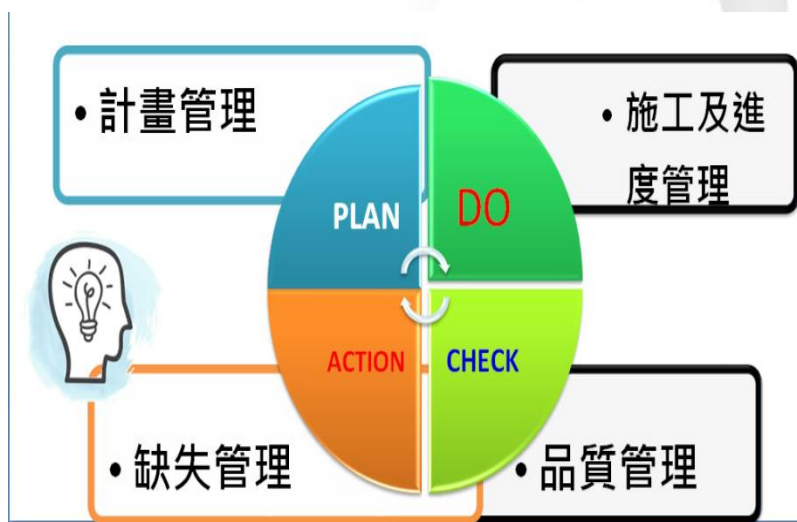 • 計畫管理
• 施工及進
度管理
PLAN
DO
ACTION
CHECK
• 缺失管理
• 品質管理